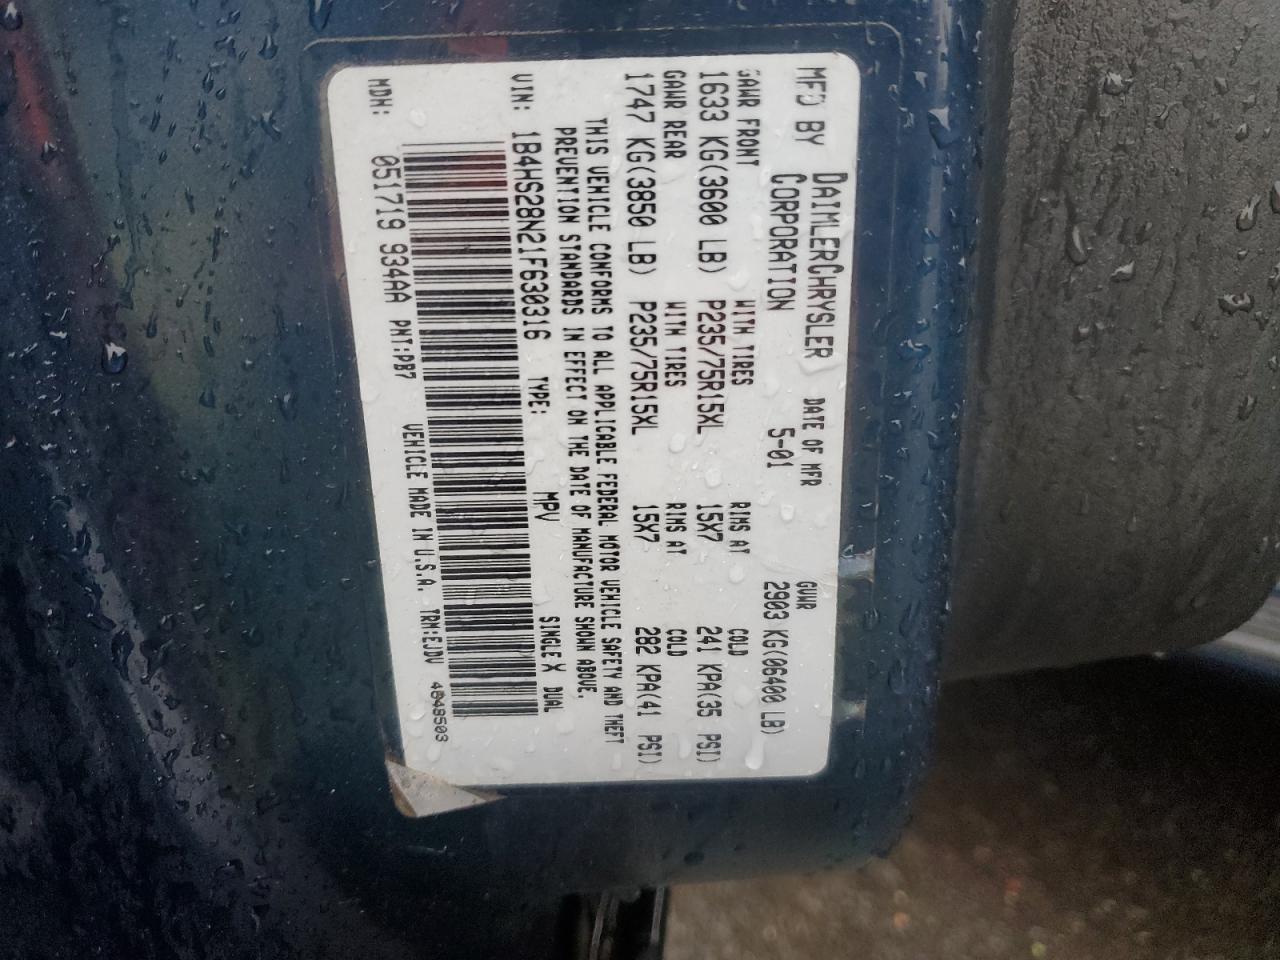 MFD BY DAIMLERCHRYSLER CORPORATION DATE OF MFR 5-01 GVWR 2903 KG(06400 LB)
GAWR FRONT WITH TIRES RIMS AT COLD
1633 KG(3600 LB) P235/75R15XL 15X7 241 KPA(35 PSI)
GAWR REAR WITH TIRES RIMS AT COLD
1747 KG(3850 LB) P235/75R15XL 15X7 282 KPA(41 PSI)
THIS VEHICLE CONFORMS TO ALL APPLICABLE FEDERAL MOTOR VEHICLE SAFETY AND THEFT
PREVENTION STANDARDS IN EFFECT ON THE DATE OF MANUFACTURE SHOWN ABOVE.
VIN: 1B4HS28N21F630316 TYPE: MPV SINGLE X DUAL
MDH: 051719 934AA PNT:PB7 VEHICLE MADE IN U.S.A. TRM:EJDV 4648503